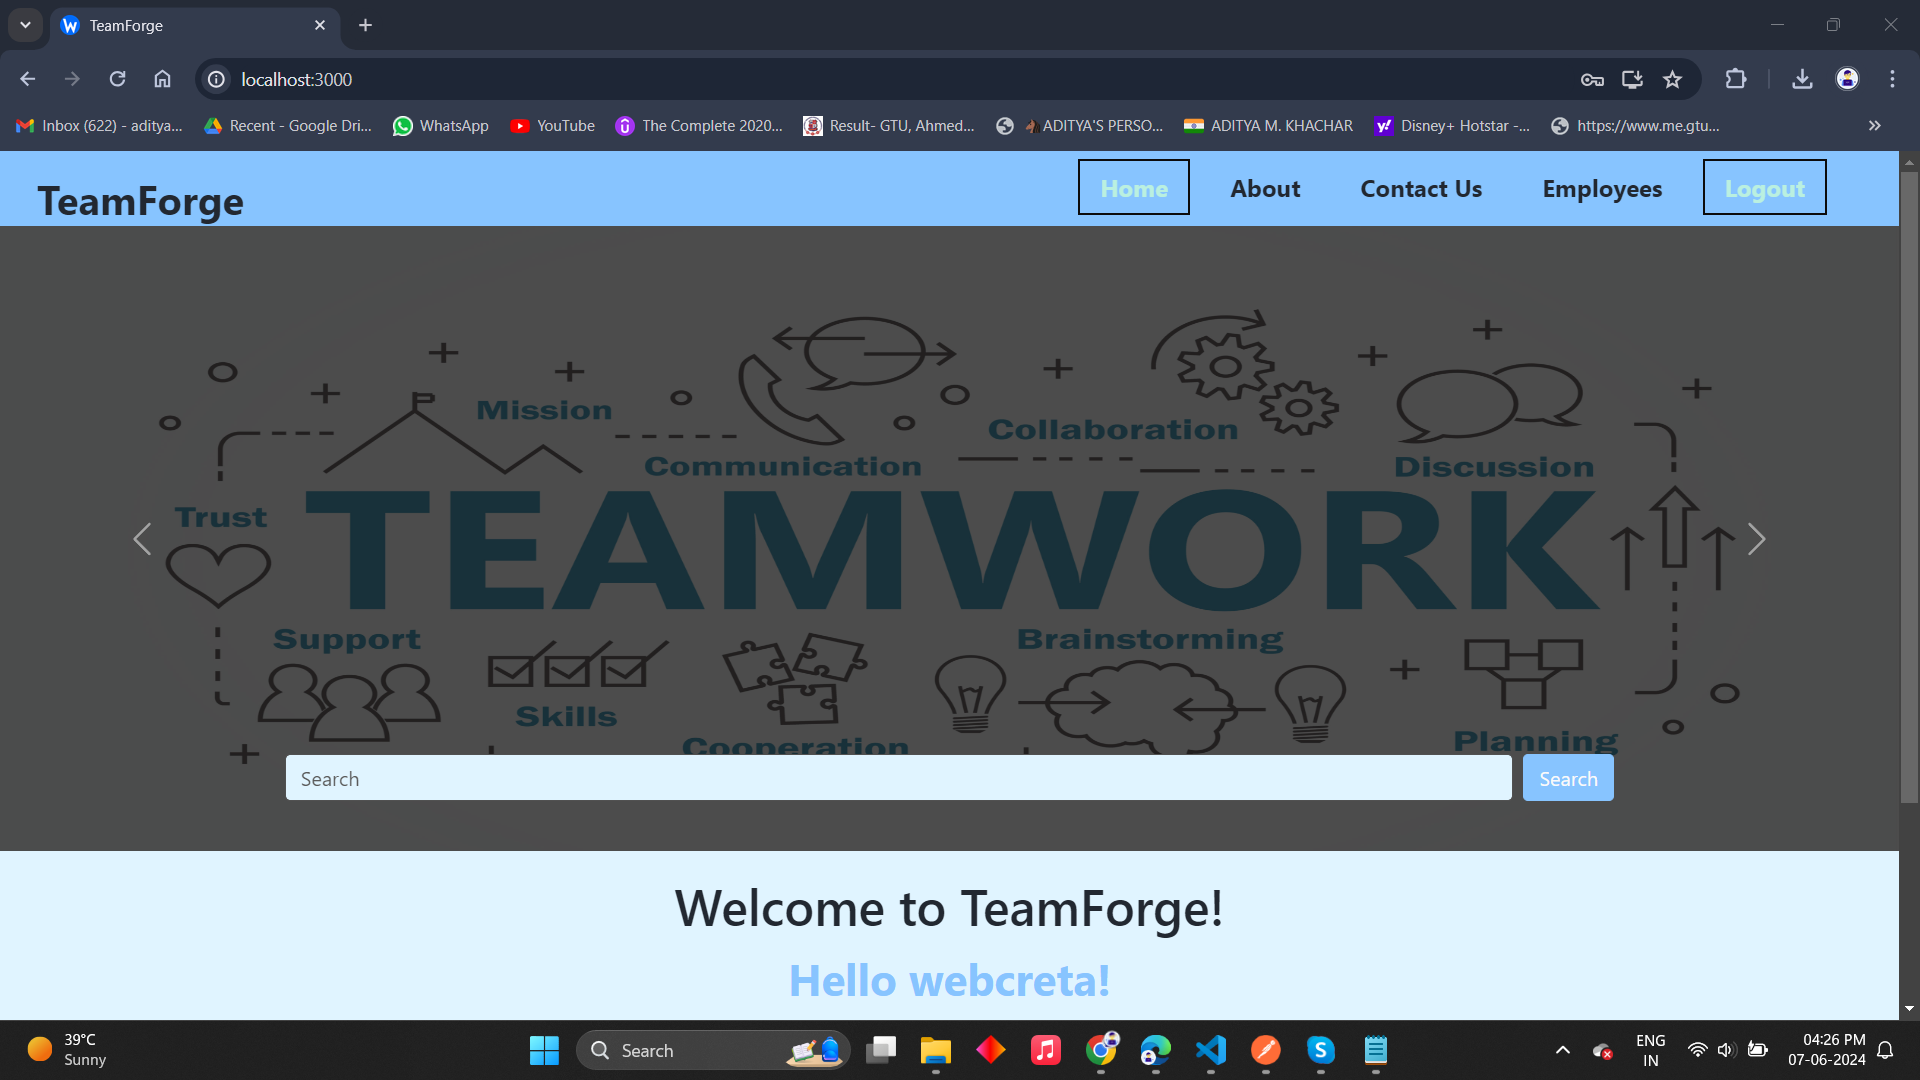 TeamForge
localhost:3000
Inbox (622) - aditya...
Recent - Google Dri...
WhatsApp
YouTube
The Complete 2020...
Result- GTU, Ahmed...
ADITYA'S PERSO...
ADITYA M. KHACHAR
Disney+ Hotstar -...
https://www.me.gtu...
TeamForge
Home
About
Contact Us
Employees
Logout
Mission
Collaboration
Communication
Discussion
Trust
TEAMWORK
Support
Brainstorming
Skills
Cooperation
Planning
Search
Search
Welcome to TeamForge!
Hello webcreta!
39°C
Sunny
Search
ENG
IN
04:26 PM
07-06-2024